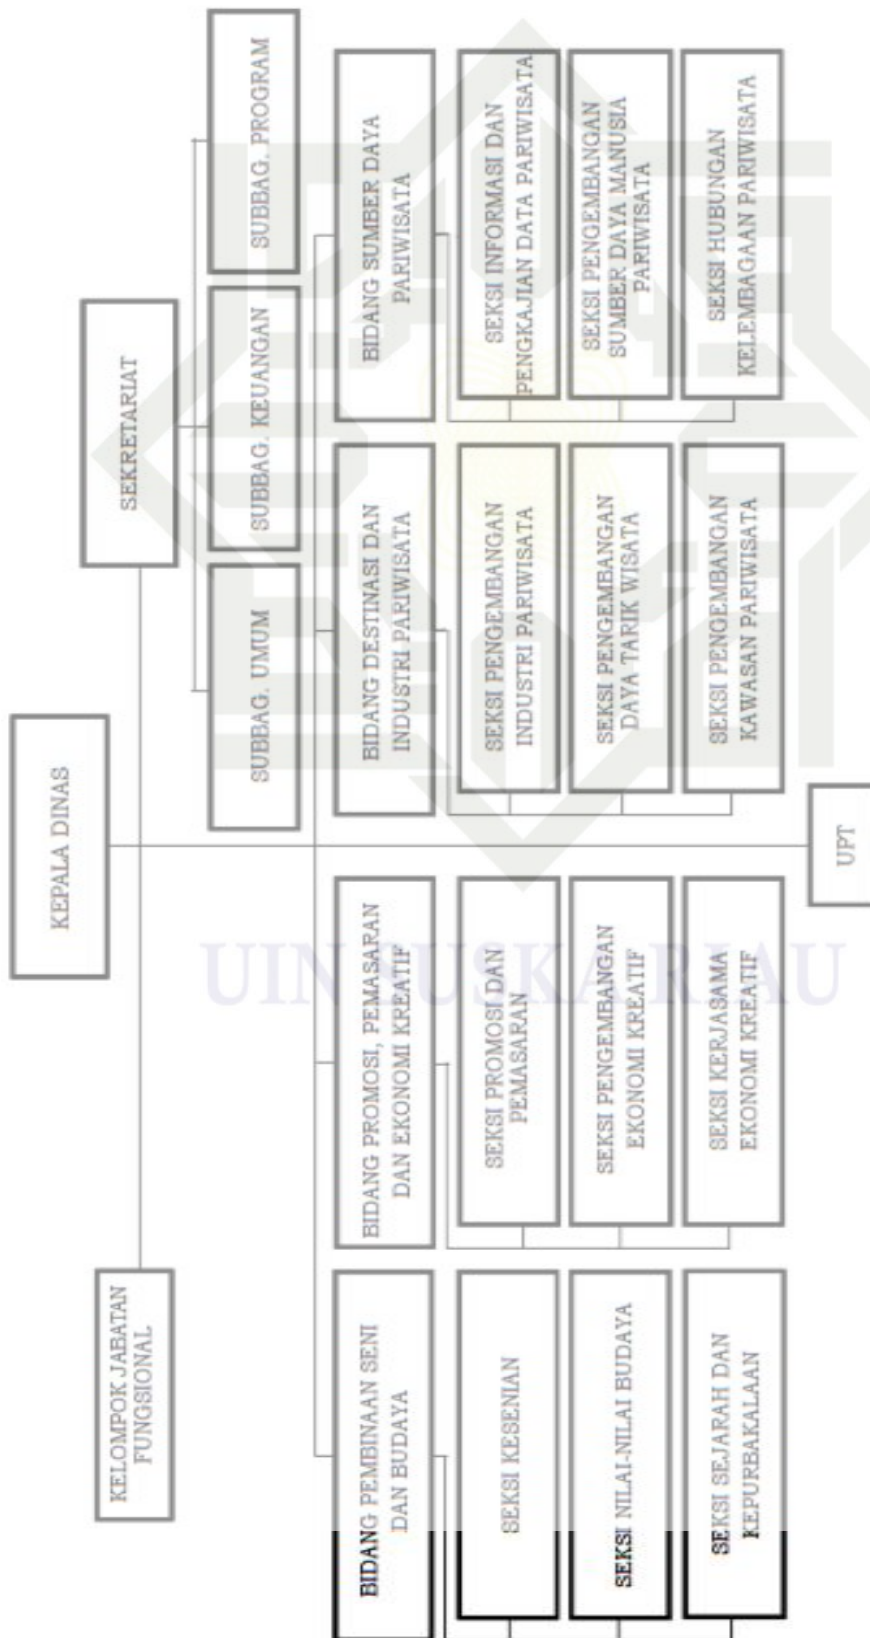 KEPALA DINAS
KELOMPOK JABATAN
FUNGSIONAL
SEKRETARIAT
SUBBAG. UMUM
SUBBAG. KEUANGAN
SUBBAG. PROGRAM
BIDANG PEMBINAAN SENI
DAN BUDAYA
BIDANG PROMOSI, PEMASARAN
DAN EKONOMI KREATIF
BIDANG DESTINASI DAN
INDUSTRI PARIWISATA
BIDANG SUMBER DAYA
PARIWISATA
SEKSI KESENIAN
SEKSI PROMOSI DAN
PEMASARAN
SEKSI PENGEMBANGAN
INDUSTRI PARIWISATA
SEKSI INFORMASI DAN
PENGKAJIAN DATA PARIWISATA
SEKSI NILAI-NILAI BUDAYA
SEKSI PENGEMBANGAN
EKONOMI KREATIF
SEKSI PENGEMBANGAN
DAYA TARIK WISATA
SEKSI PENGEMBANGAN
SUMBER DAYA MANUSIA
PARIWISATA
SEKSI SEJARAH DAN
KEPURBAKALAAN
SEKSI KERJASAMA
EKONOMI KREATIF
SEKSI PENGEMBANGAN
KAWASAN PARIWISATA
SEKSI HUBUNGAN
KELEMBAGAAN PARIWISATA
UPT
UIN SUSKA RIAU